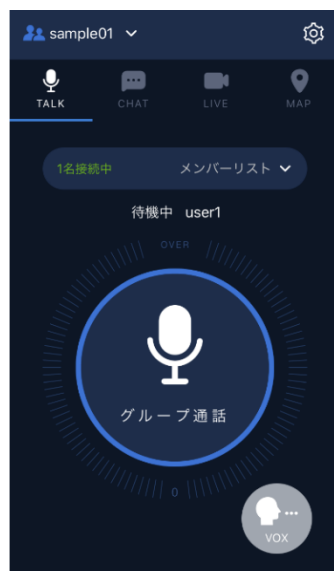 sample01
TALK
CHAT
LIVE
MAP
1名接続中 メンバーリスト
待機中 user1
OVER
グループ通話
0
VOX